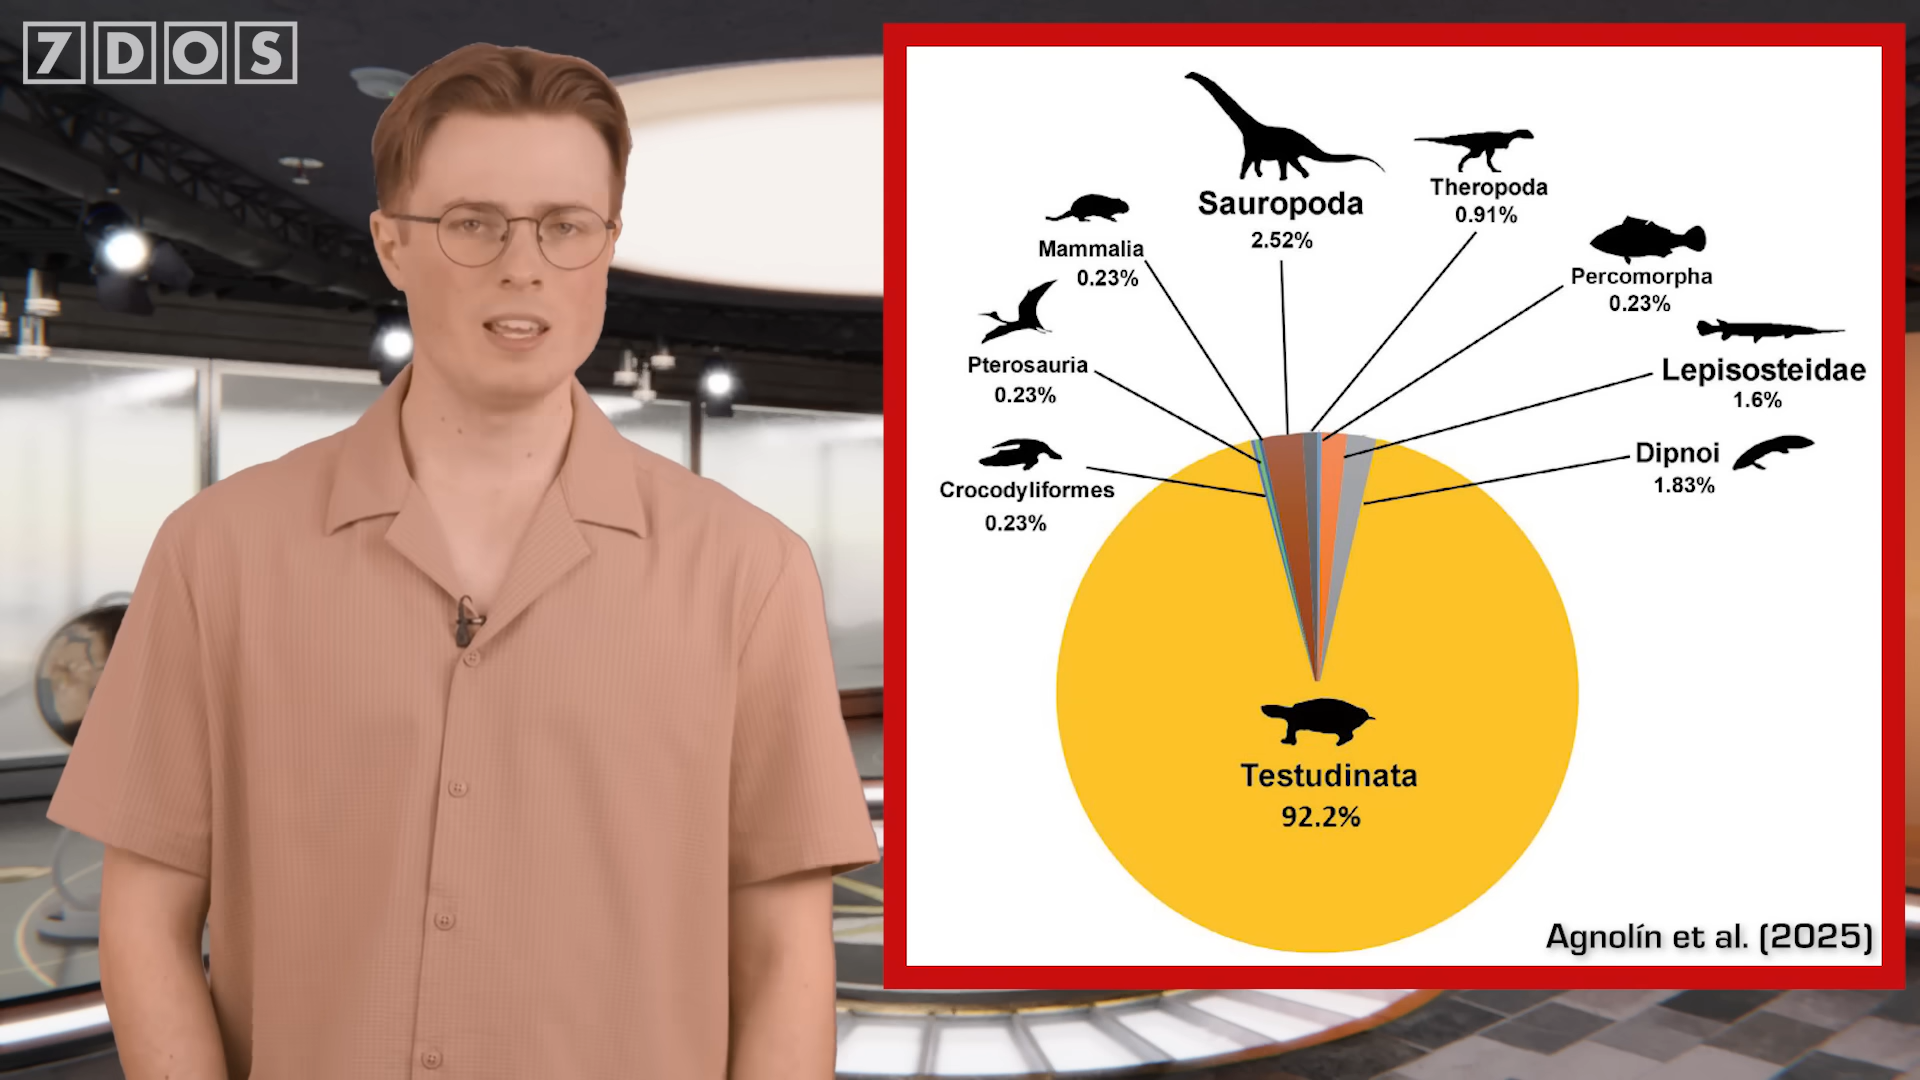 7DOS
Sauropoda
2.52%
Theropoda
0.91%
Mammalia
0.23%
Percomorpha
0.23%
Pterosauria
0.23%
Lepisosteidae
1.6%
Crocodyliformes
0.23%
Dipnoi
1.83%
Testudinata
92.2%
Agnolín et al. (2025)